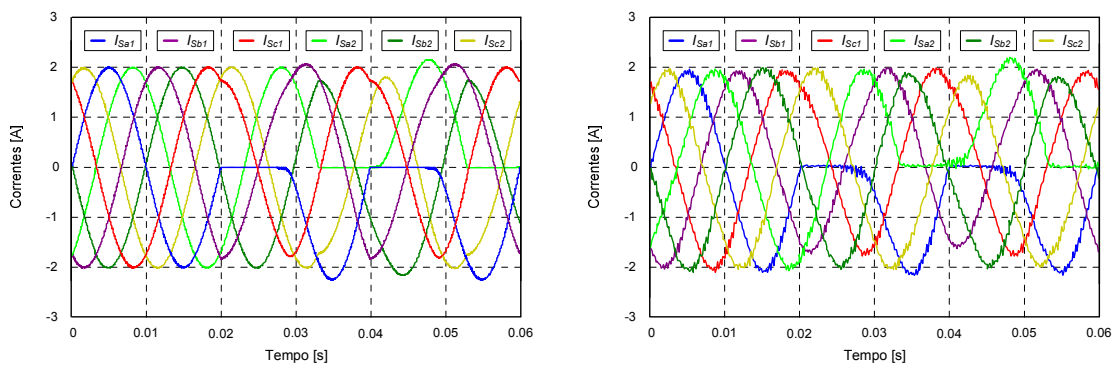 3
I_Sa1 I_Sb1 I_Sc1 I_Sa2 I_Sb2 I_Sc2
2
1
0
-1
-2
-3
Correntes [A]
0 0.01 0.02 0.03 0.04 0.05 0.06
Tempo [s]
3
I_Sa1 I_Sb1 I_Sc1 I_Sa2 I_Sb2 I_Sc2
2
1
0
-1
-2
-3
Correntes [A]
0 0.01 0.02 0.03 0.04 0.05 0.06
Tempo [s]